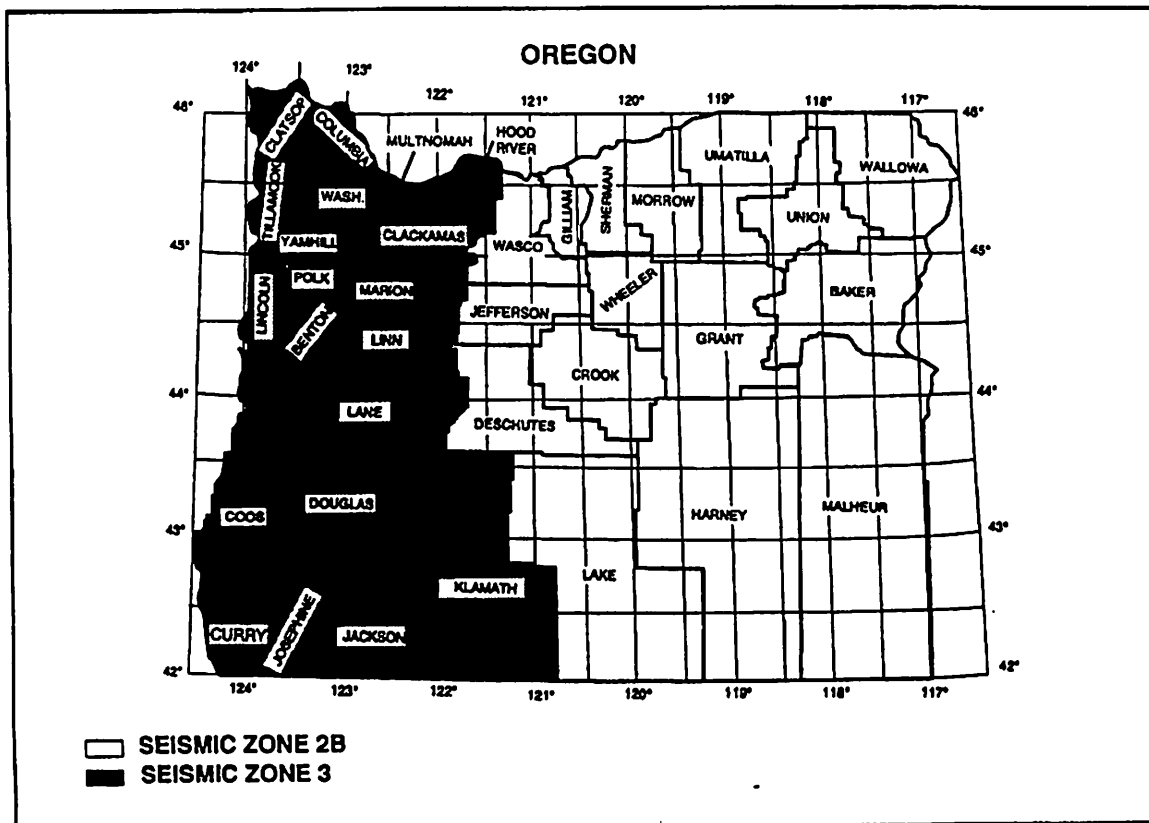 OREGON
124° 123° 122° 121° 120° 119° 118° 117°
46° 46°
CLATSOP
COLUMBIA
MULTNOMAH
HOOD
RIVER
UMATILLA
WALLOWA
TILLAMOOK
WASH.
GILLIAM
SHERMAN
MORROW
UNION
YAMHILL
CLACKAMAS
WASCO
45° 45°
LINCOLN
POLK
MARION
JEFFERSON
WHEELER
BAKER
BENTON
LINN
GRANT
CROOK
44° 44°
LANE
DESCHUTES
COOS
DOUGLAS
HARNEY
MALHEUR
43° 43°
KLAMATH
LAKE
CURRY
JOSEPHINE
JACKSON
42° 42°
124° 123° 122° 121° 120° 119° 118° 117°
SEISMIC ZONE 2B
SEISMIC ZONE 3